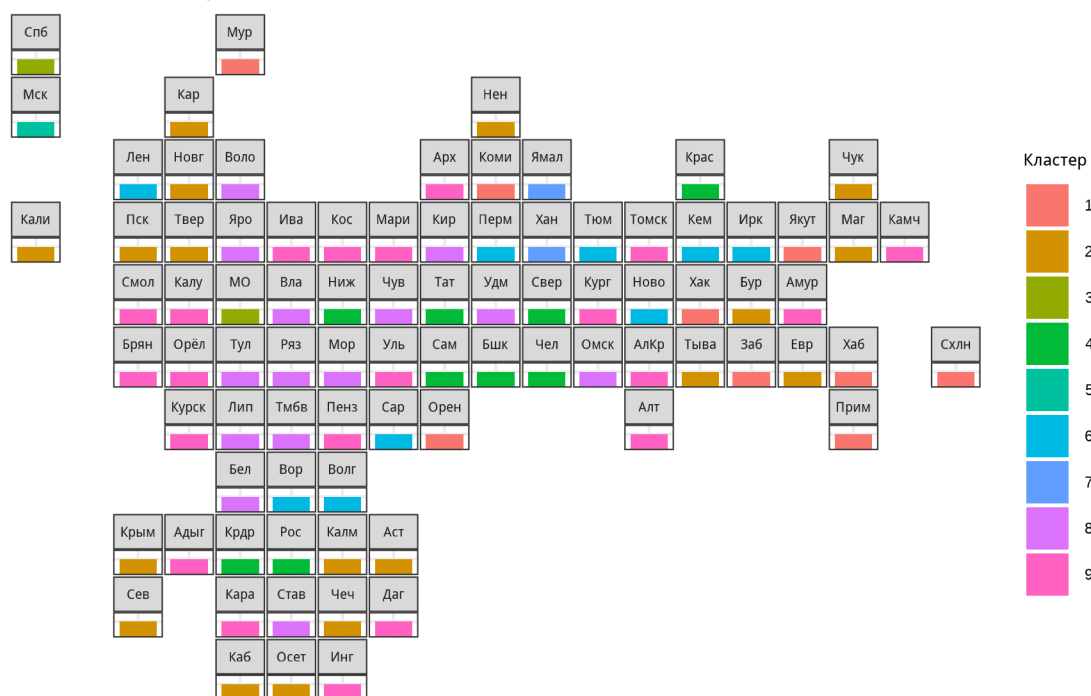 Спб Мур
Мск Кар Нен
Лен Новг Воло Арх Коми Ямал Крас Чук
Кали Пск Твер Яро Ива Кос Мари Кир Перм Хан Тюм Томск Кем Ирк Якут Маг Камч
Смол Калу МО Вла Ниж Чув Тат Удм Свер Кург Ново Хак Бур Амур
Брян Орёл Тул Ряз Мор Уль Сам Бшк Чел Омск АлКр Тыва Заб Евр Хаб Схлн
Курск Лип Тмбв Пенз Сар Орен Алт Прим
Бел Вор Волг
Крым Адыг Крдр Рос Калм Аст
Сев Кара Став Чеч Даг
Каб Осет Инг
Кластер
1
2
3
4
5
6
7
8
9